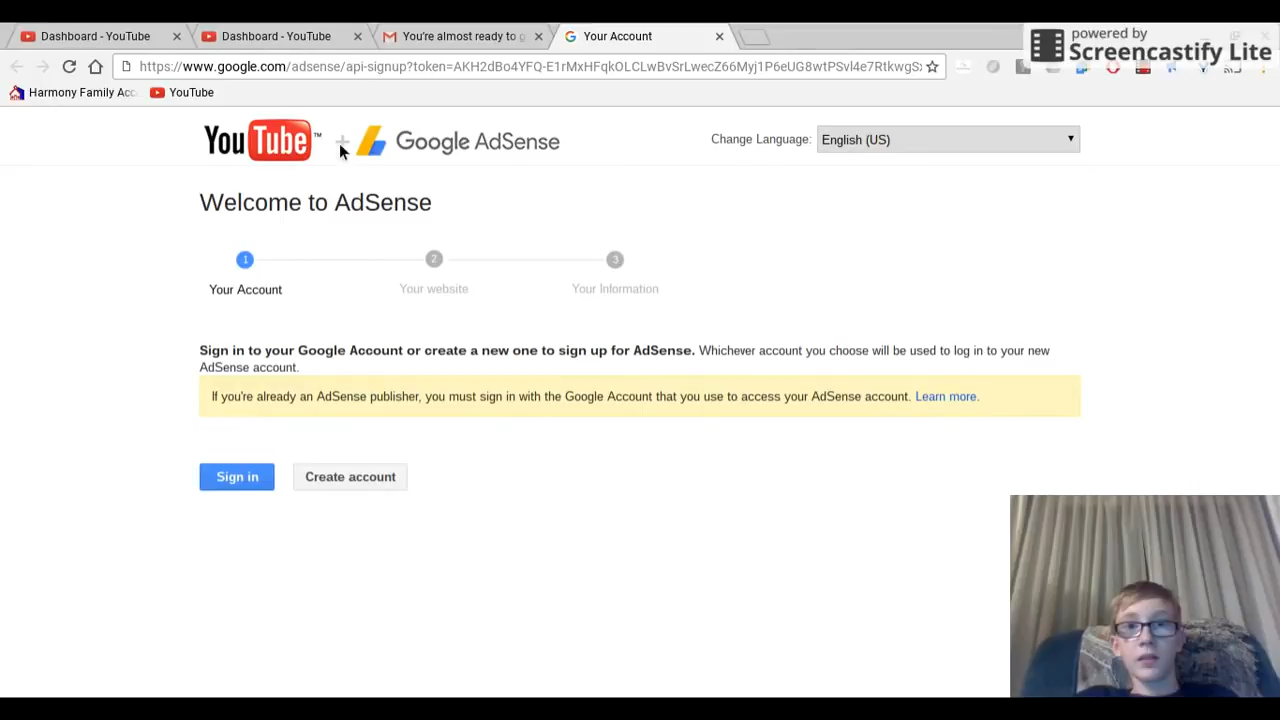 Dashboard - YouTube
Dashboard - YouTube
You're almost ready to g
Your Account
powered by
Screencastify Lite
https://www.google.com/adsense/api-signup?token=AKH2dBo4YFQ-E1rMxHFqkOLCLwBvSrLwecZ66Myj1P6eUG8wtPSvl4e7RtkwgS
Harmony Family Acc
YouTube
YouTube™ + Google AdSense
Change Language: English (US)
Welcome to AdSense
1 2 3
Your Account Your website Your Information
Sign in to your Google Account or create a new one to sign up for AdSense. Whichever account you choose will be used to log in to your new
AdSense account.
If you're already an AdSense publisher, you must sign in with the Google Account that you use to access your AdSense account. Learn more.
Sign in Create account